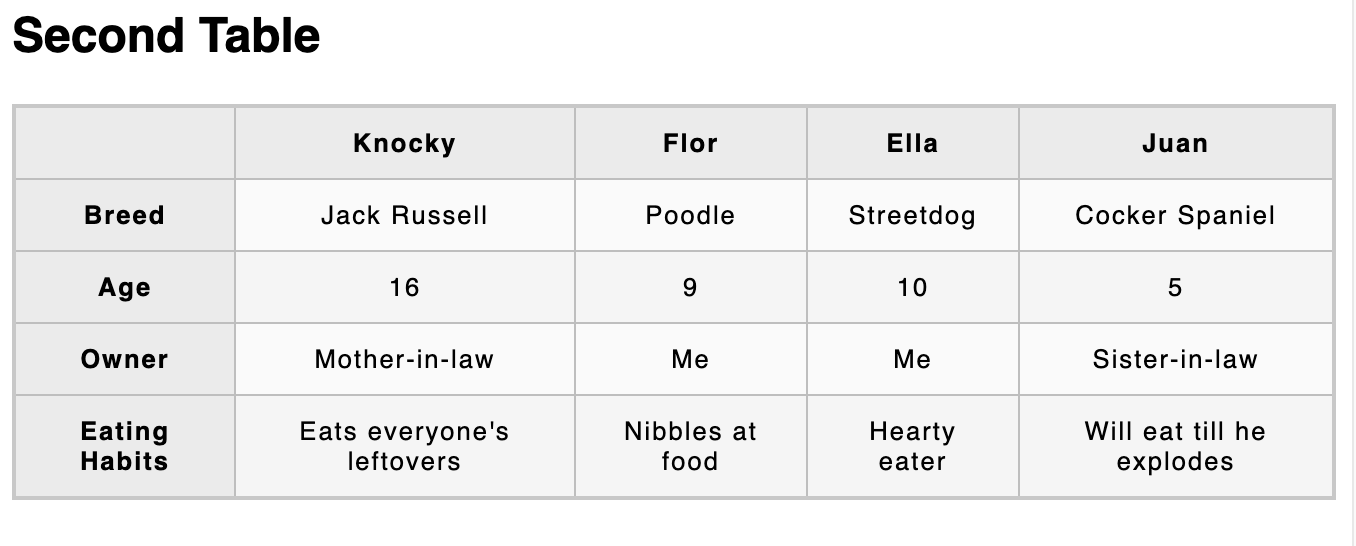 Second Table
Knocky Flor Ella Juan
Breed Jack Russell Poodle Streetdog Cocker Spaniel
Age 16 9 10 5
Owner Mother-in-law Me Me Sister-in-law
Eating Eats everyone's Nibbles at Hearty Will eat till he
Habits leftovers food eater explodes